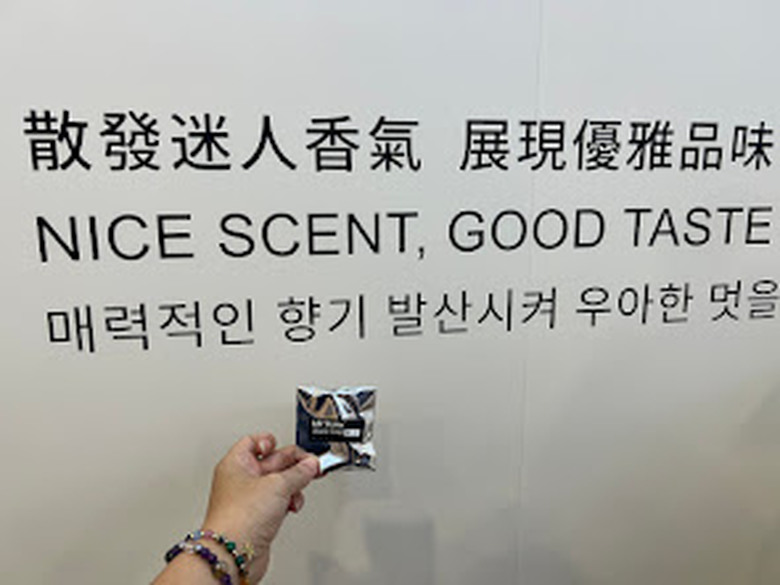 散發迷人香氣 展現優雅品味
NICE SCENT, GOOD TASTE
매력적인 향기 발산시켜 우아한 멋을